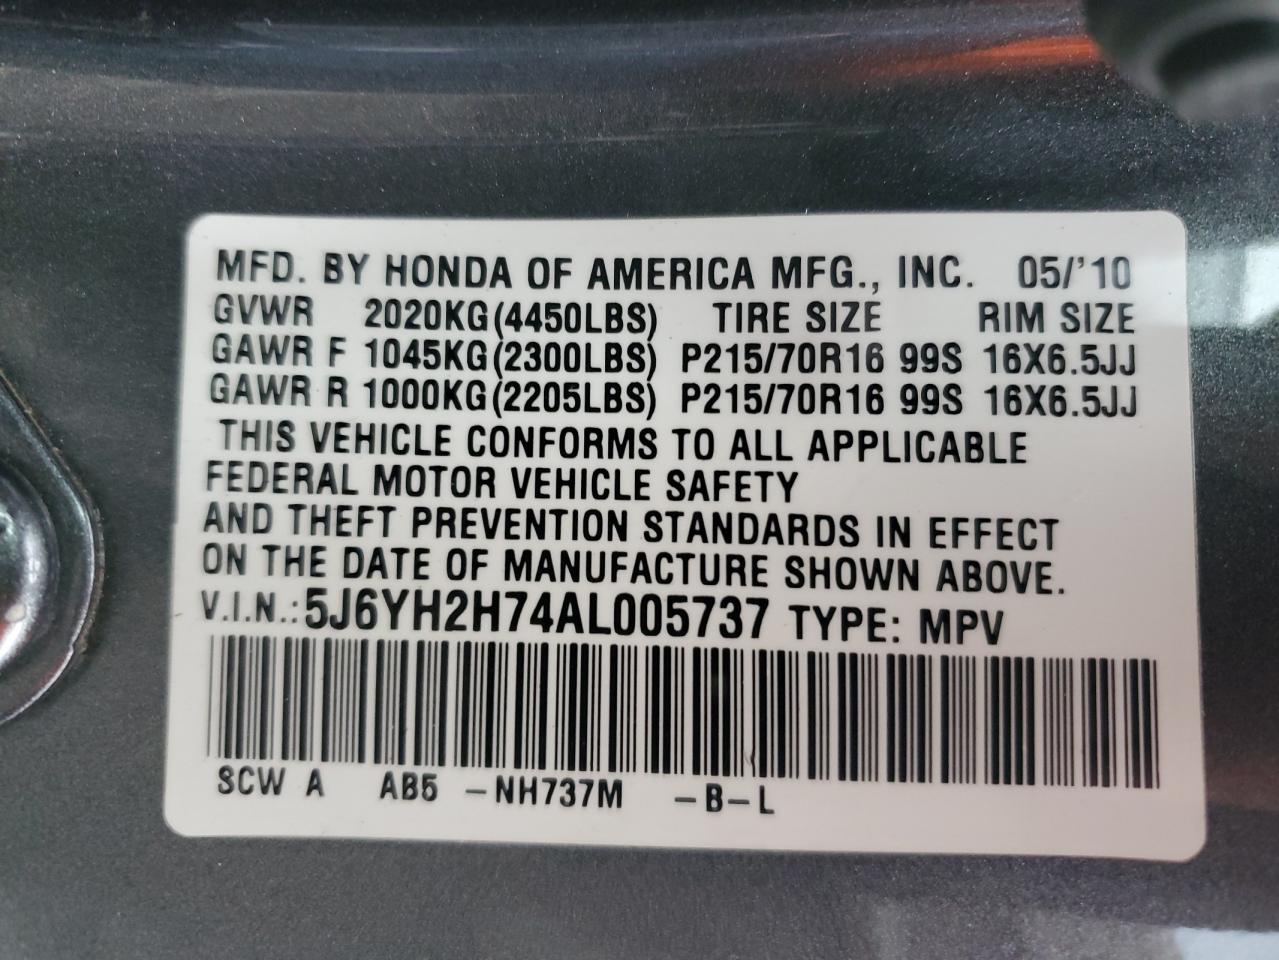 MFD. BY HONDA OF AMERICA MFG., INC. 05/'10
GVWR 2020KG(4450LBS) TIRE SIZE RIM SIZE
GAWR F 1045KG(2300LBS) P215/70R16 99S 16X6.5JJ
GAWR R 1000KG(2205LBS) P215/70R16 99S 16X6.5JJ
THIS VEHICLE CONFORMS TO ALL APPLICABLE
FEDERAL MOTOR VEHICLE SAFETY
AND THEFT PREVENTION STANDARDS IN EFFECT
ON THE DATE OF MANUFACTURE SHOWN ABOVE.
V.I.N.: 5J6YH2H74AL005737 TYPE: MPV
SCW A AB5 -NH737M -B-L